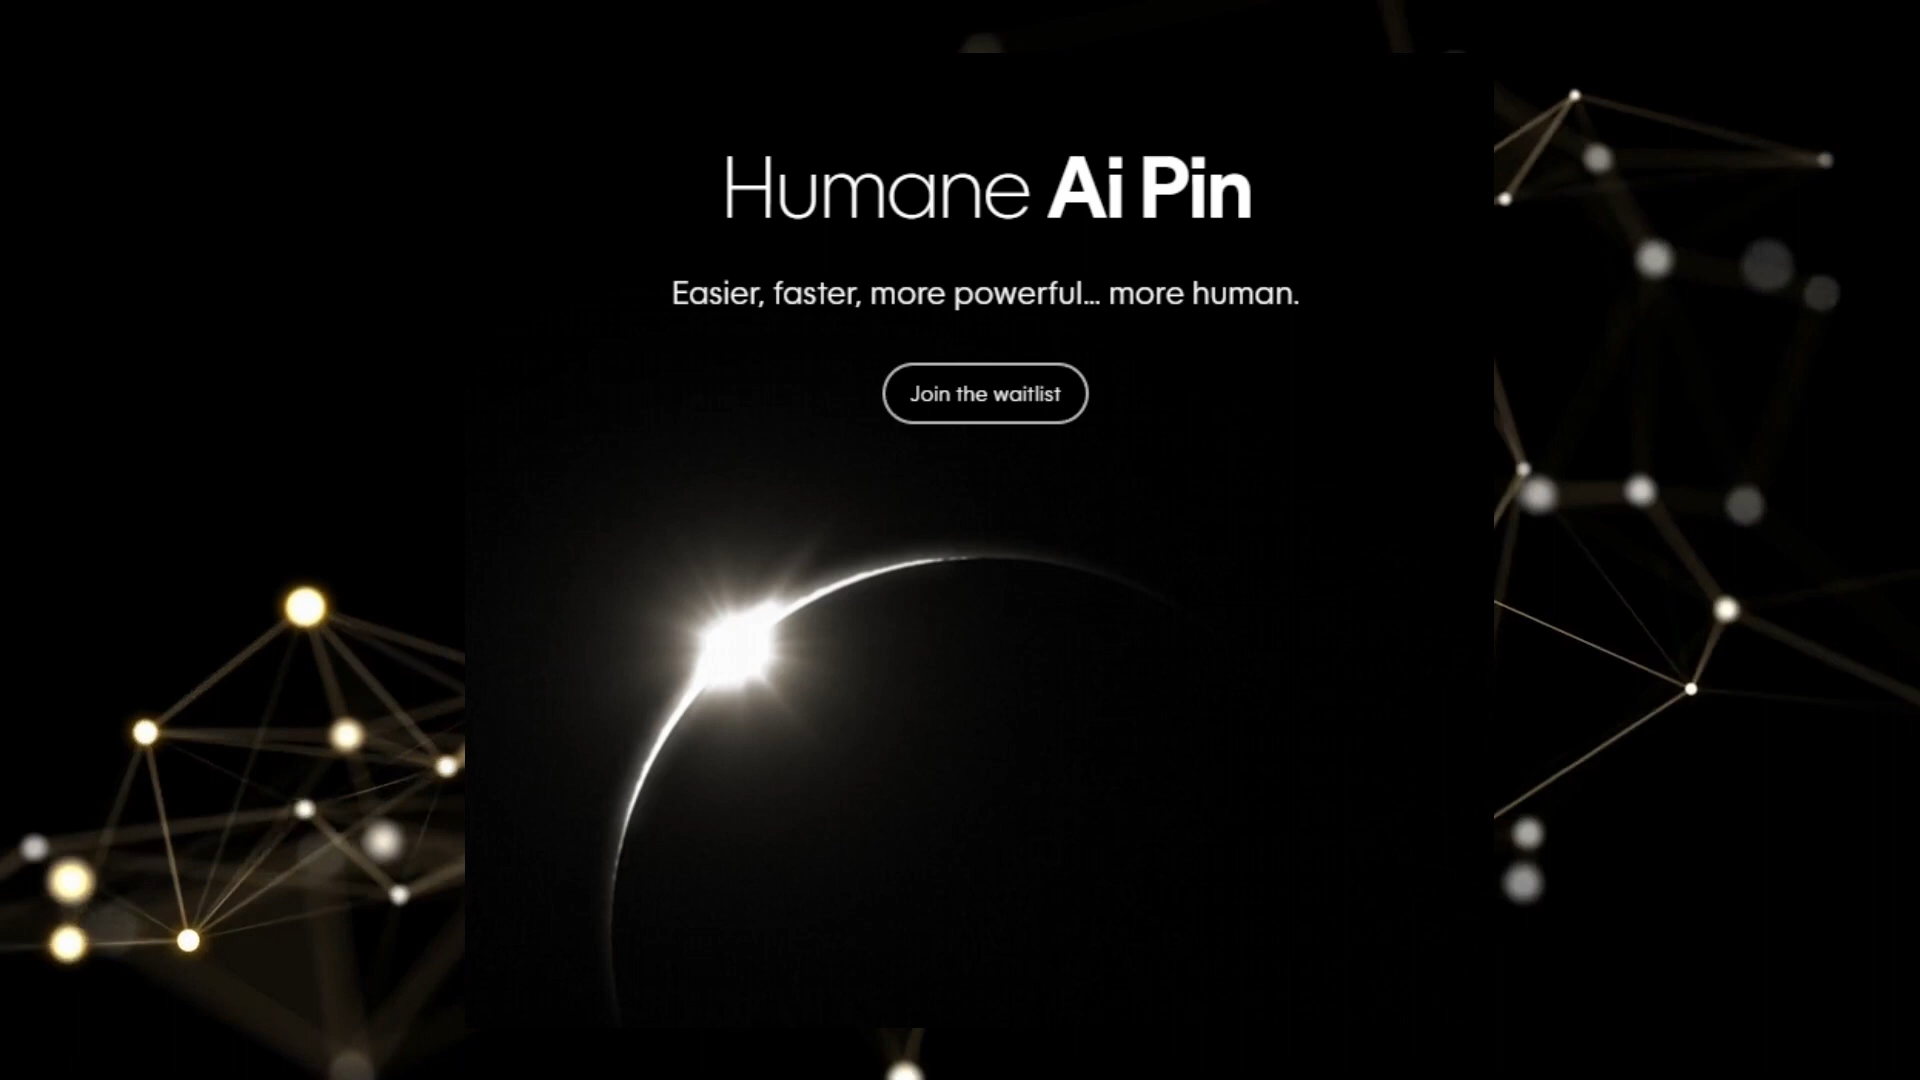 Humane Ai Pin
Easier, faster, more powerful... more human.
Join the waitlist